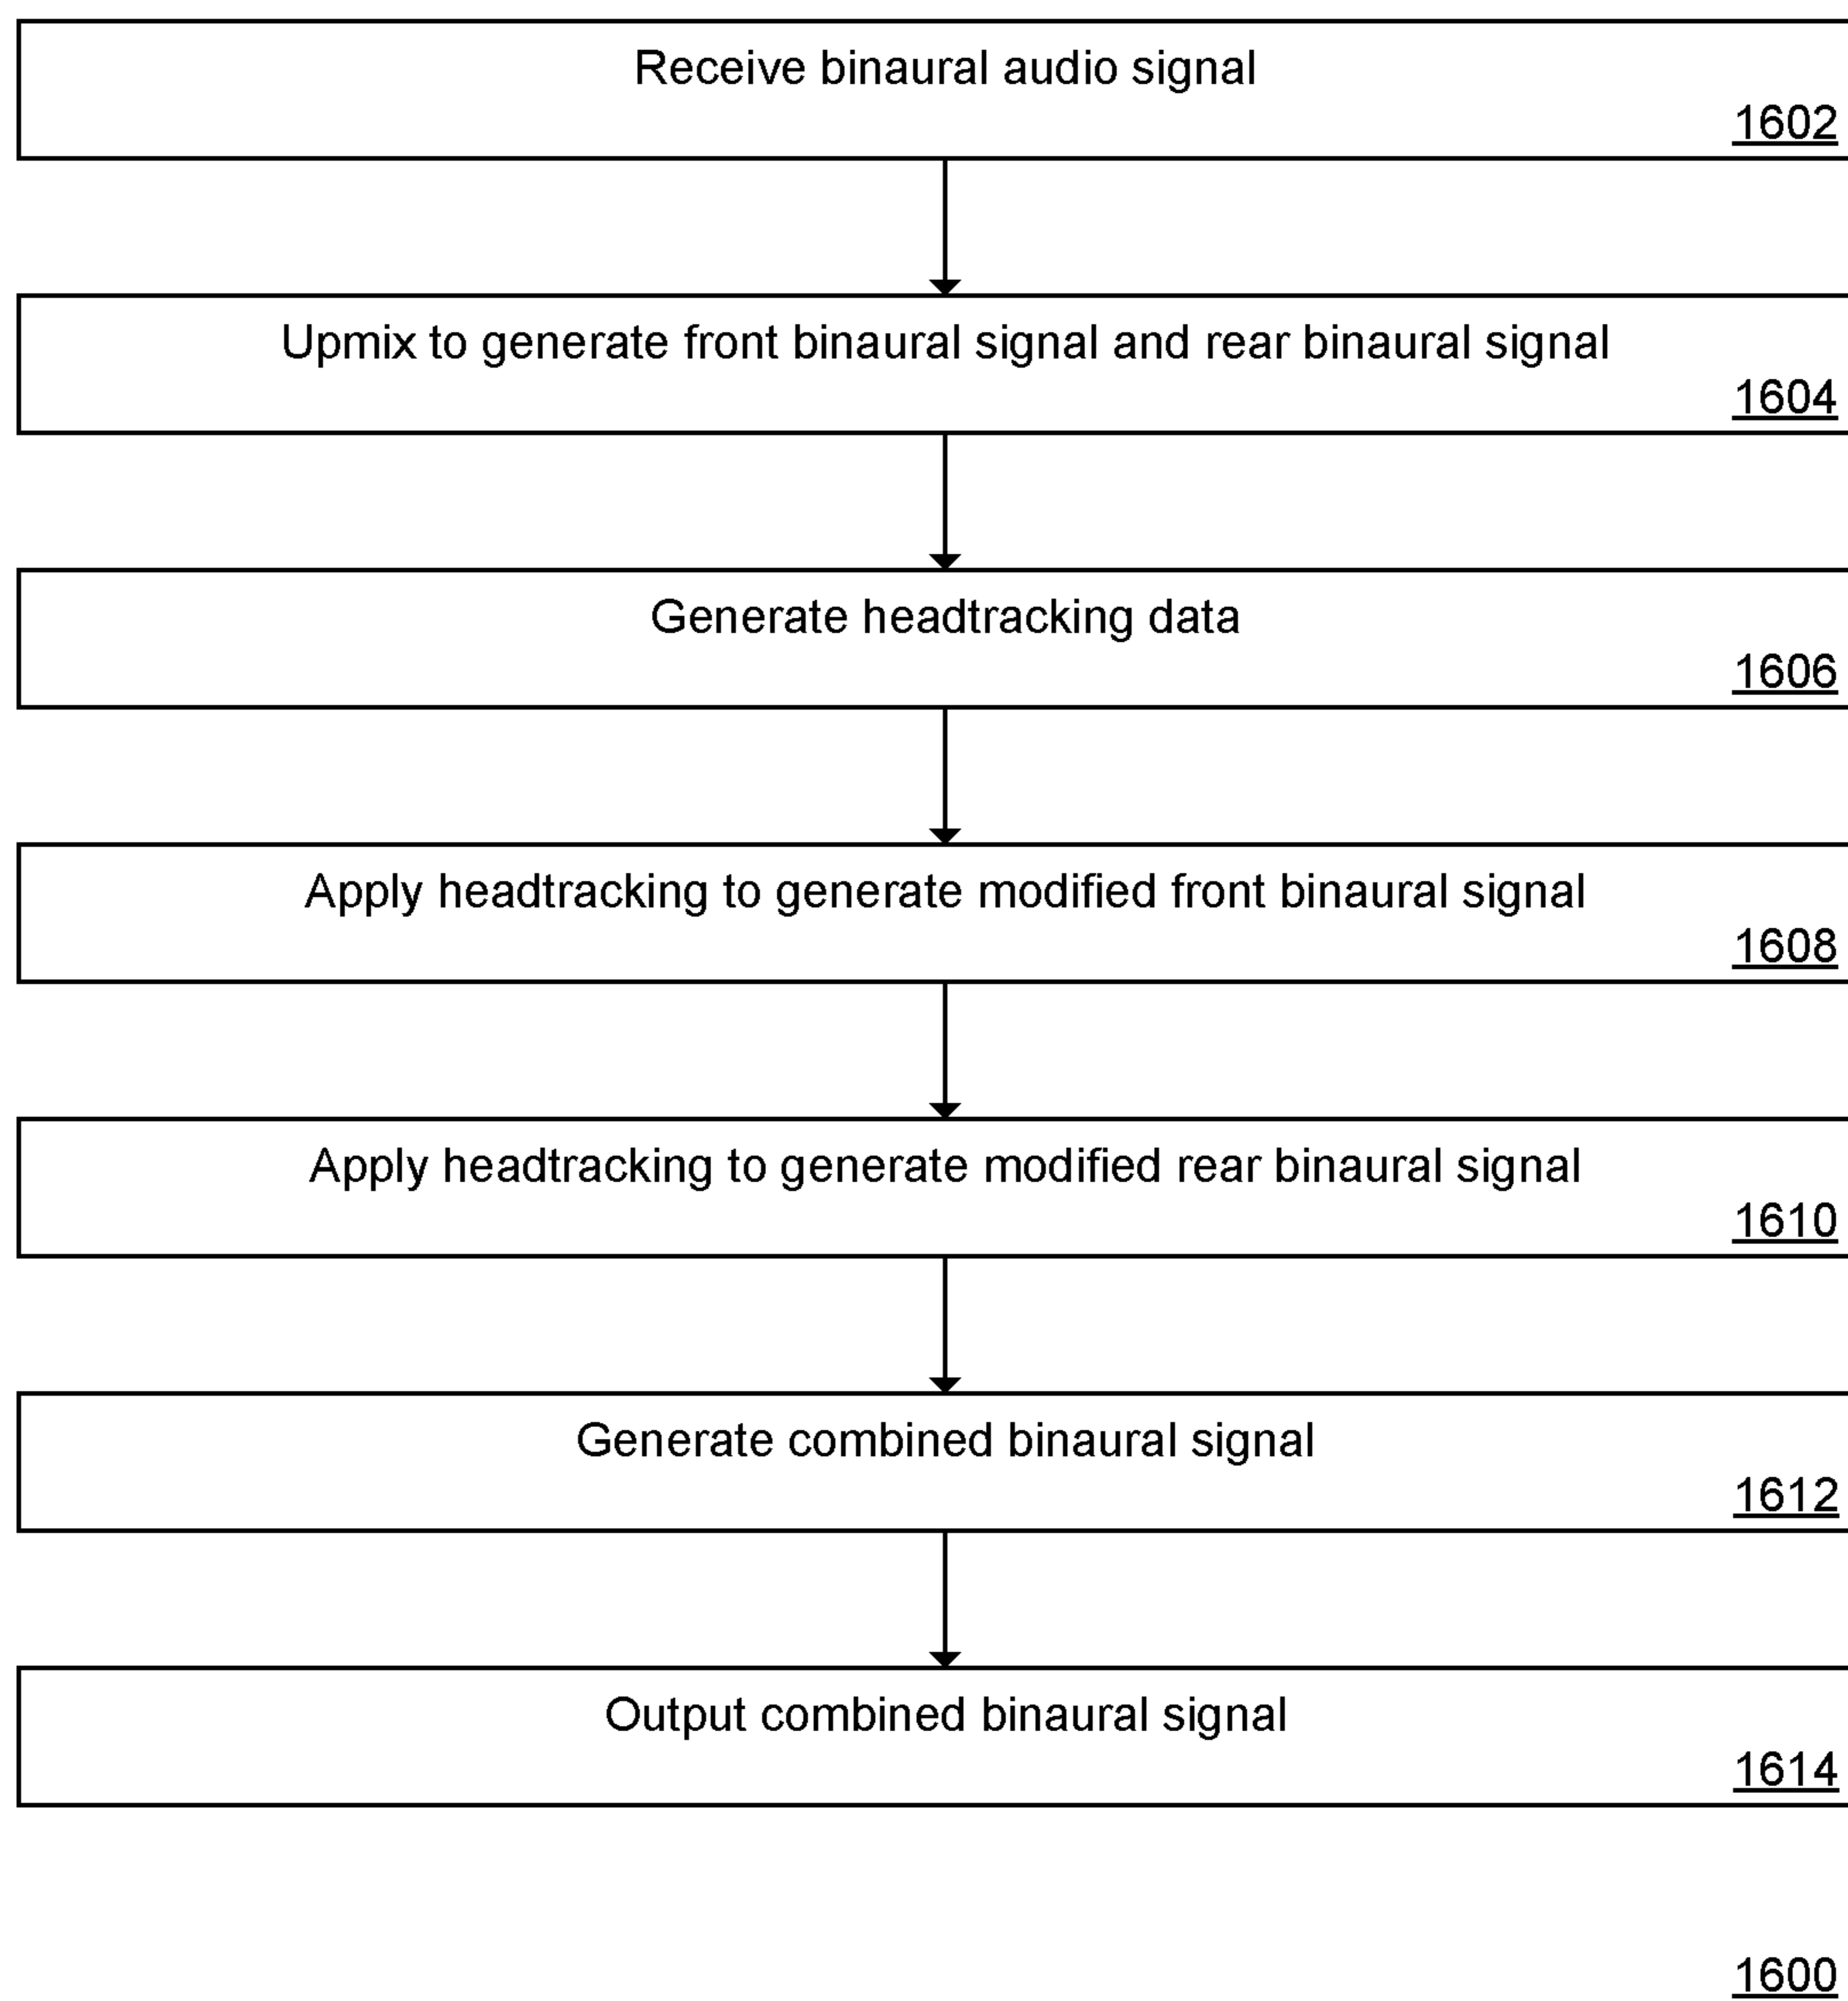 Receive binaural audio signal
1602
Upmix to generate front binaural signal and rear binaural signal
1604
Generate headtracking data
1606
Apply headtracking to generate modified front binaural signal
1608
Apply headtracking to generate modified rear binaural signal
1610
Generate combined binaural signal
1612
Output combined binaural signal
1614
1600